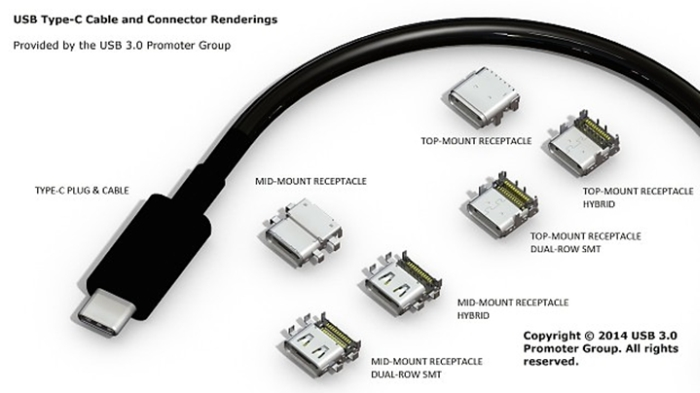 USB Type-C Cable and Connector Renderings
Provided by the USB 3.0 Promoter Group
TOP-MOUNT RECEPTACLE
TYPE-C PLUG & CABLE
MID-MOUNT RECEPTACLE
TOP-MOUNT RECEPTACLE
HYBRID
TOP-MOUNT RECEPTACLE
DUAL-ROW SMT
MID-MOUNT RECEPTACLE
HYBRID
MID-MOUNT RECEPTACLE
DUAL-ROW SMT
Copyright © 2014 USB 3.0
Promoter Group. All rights
reserved.